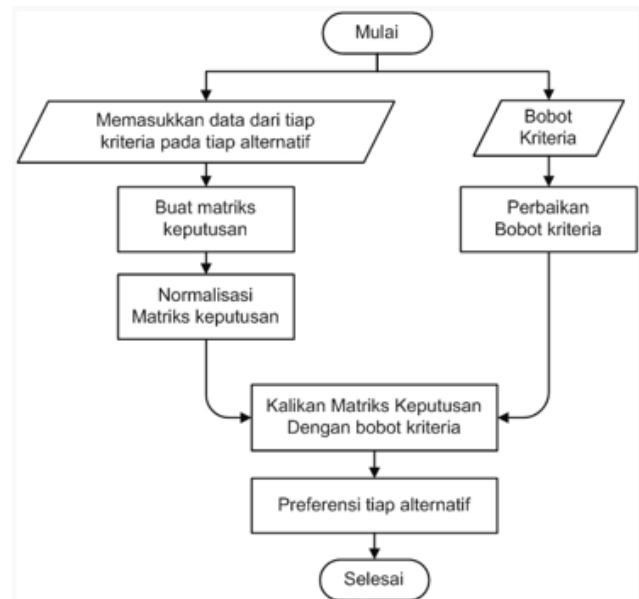 Mulai
Memasukkan data dari tiap
kriteria pada tiap alternatif
Bobot
Kriteria
Buat matriks
keputusan
Perbaikan
Bobot kriteria
Normalisasi
Matriks keputusan
Kalikan Matriks Keputusan
Dengan bobot kriteria
Preferensi tiap alternatif
Selesai